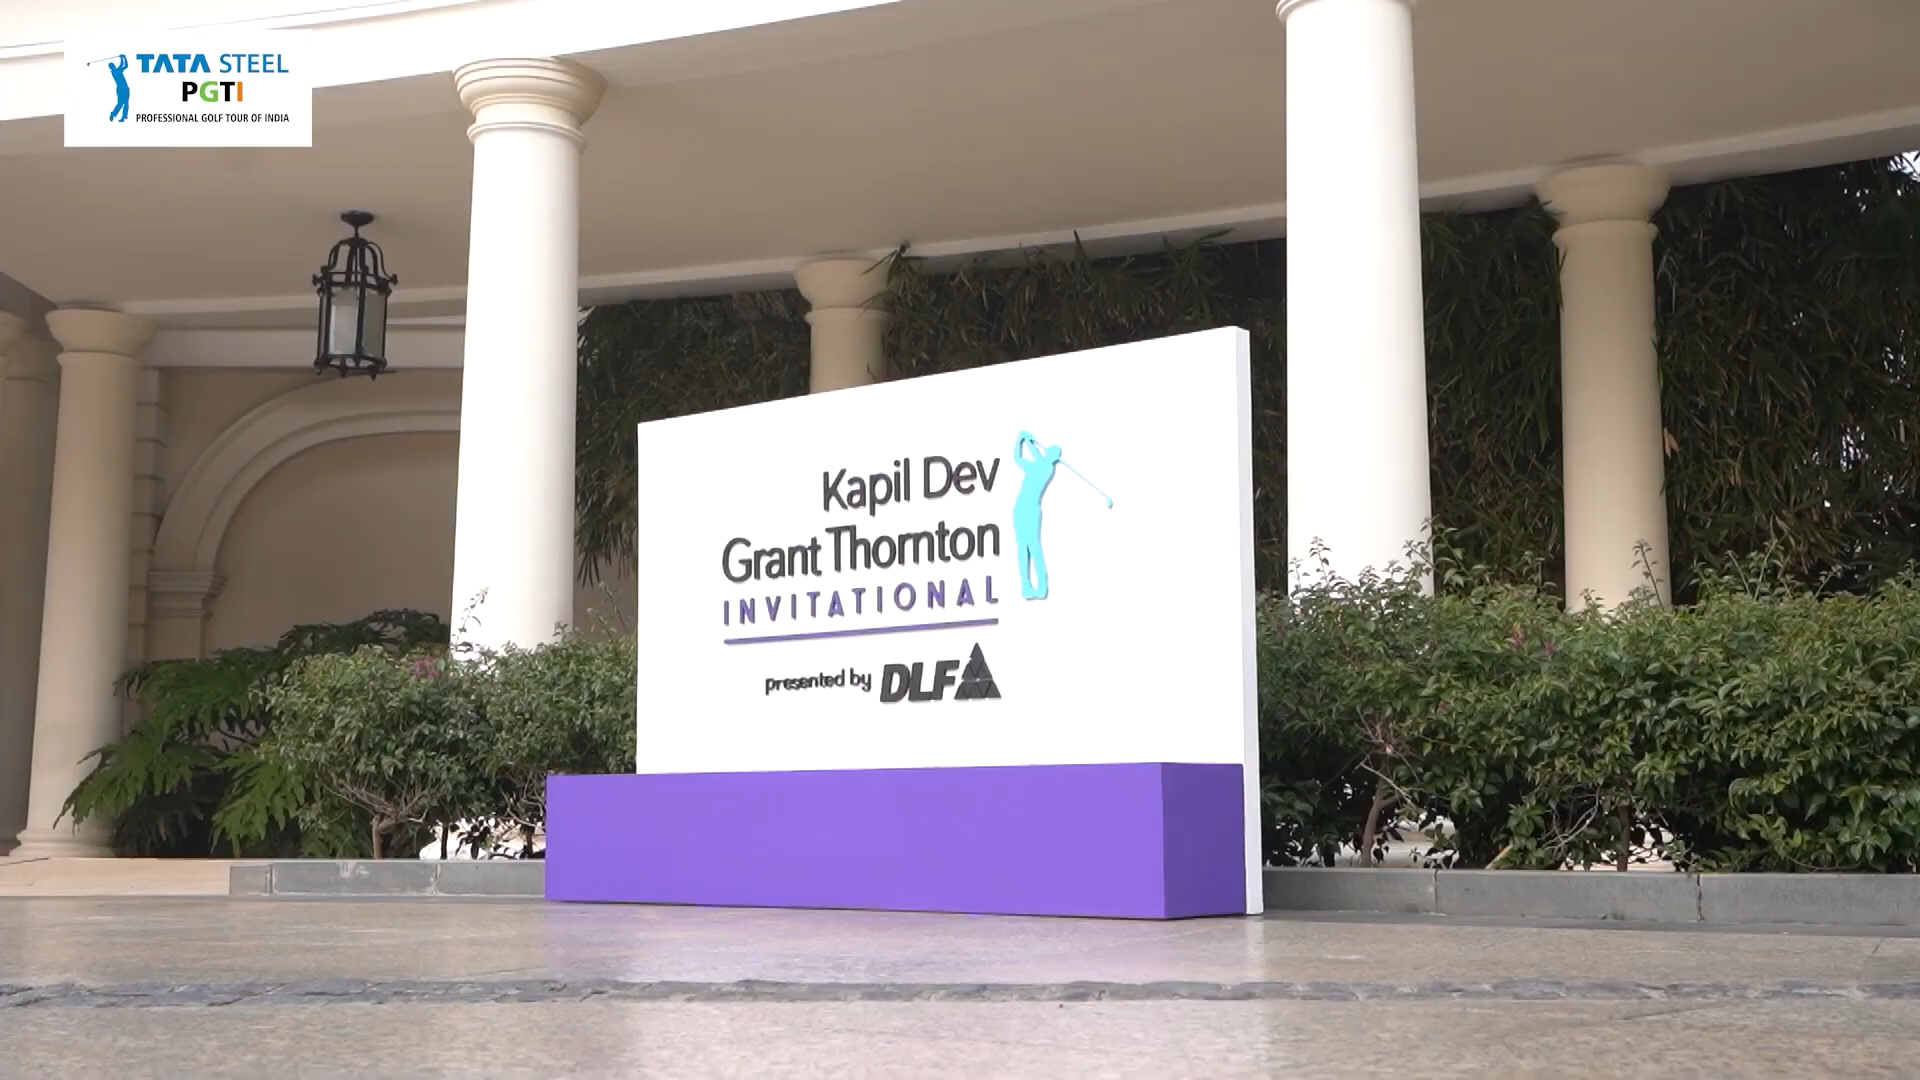 TATA STEEL
PGTI
PROFESSIONAL GOLF TOUR OF INDIA
Kapil Dev
Grant Thornton
INVITATIONAL
presented by DLF